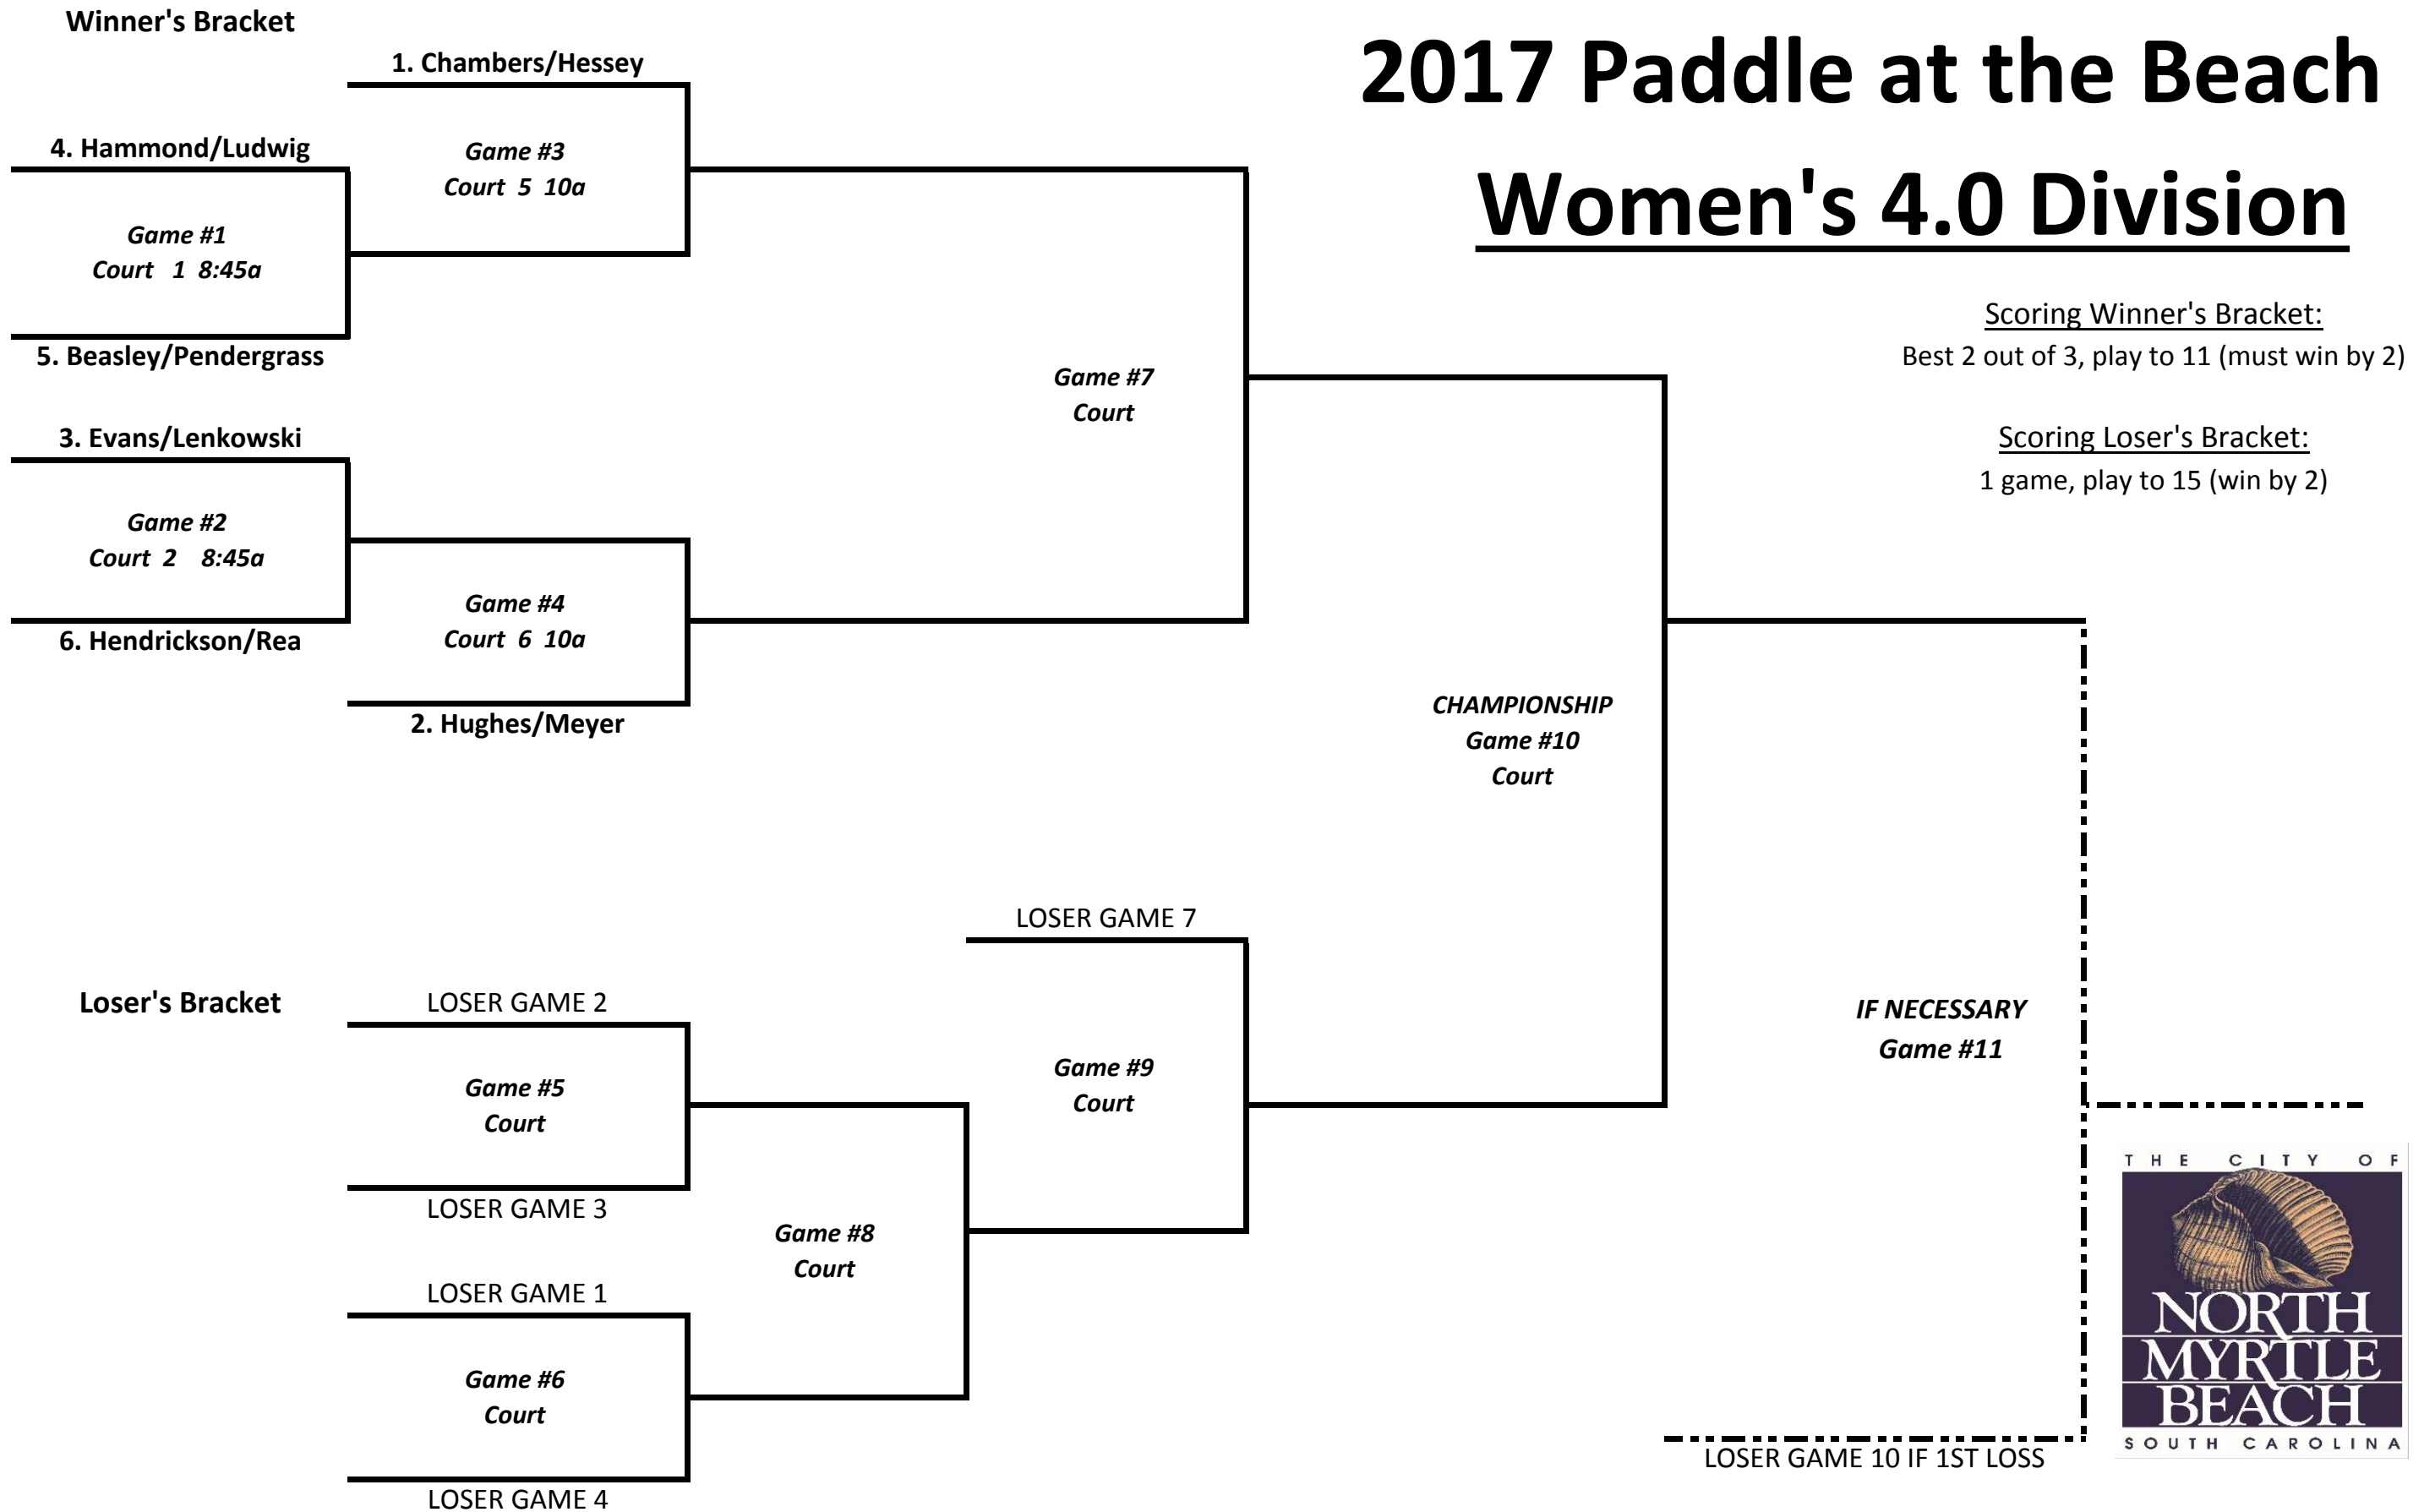 Winner's Bracket
2017 Paddle at the Beach
Women's 4.0 Division
1. Chambers/Hessey
4. Hammond/Ludwig
Game #3
Court 5 10a
Game #1
Court 1 8:45a
5. Beasley/Pendergrass
Scoring Winner's Bracket:
Best 2 out of 3, play to 11 (must win by 2)
Game #7
Court
3. Evans/Lenkowski
Scoring Loser's Bracket:
1 game, play to 15 (win by 2)
Game #2
Court 2 8:45a
Game #4
Court 6 10a
6. Hendrickson/Rea
2. Hughes/Meyer
CHAMPIONSHIP
Game #10
Court
LOSER GAME 7
Loser's Bracket
LOSER GAME 2
IF NECESSARY
Game #11
Game #9
Court
Game #5
Court
LOSER GAME 3
Game #8
Court
LOSER GAME 1
Game #6
Court
LOSER GAME 4
LOSER GAME 10 IF 1ST LOSS
THE CITY OF
NORTH
MYRTLE
BEACH
SOUTH CAROLINA